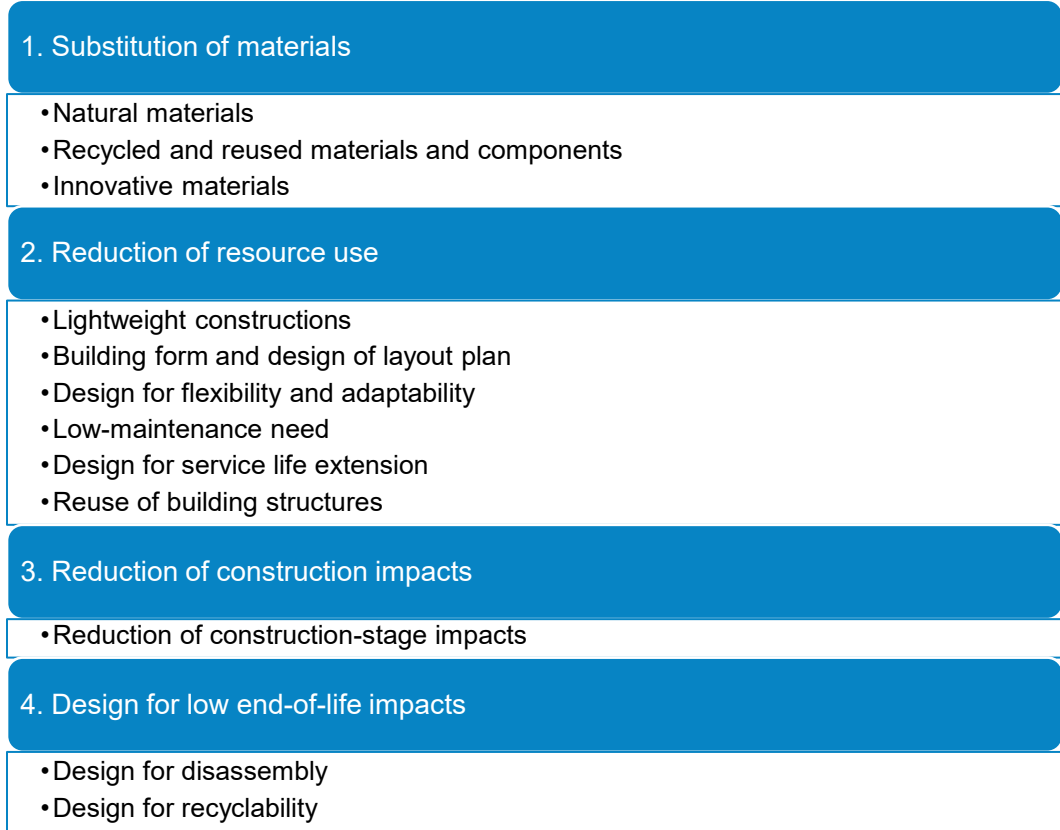 1. Substitution of materials
•Natural materials
•Recycled and reused materials and components
•Innovative materials
2. Reduction of resource use
•Lightweight constructions
•Building form and design of layout plan
•Design for flexibility and adaptability
•Low-maintenance need
•Design for service life extension
•Reuse of building structures
3. Reduction of construction impacts
•Reduction of construction-stage impacts
4. Design for low end-of-life impacts
•Design for disassembly
•Design for recyclability